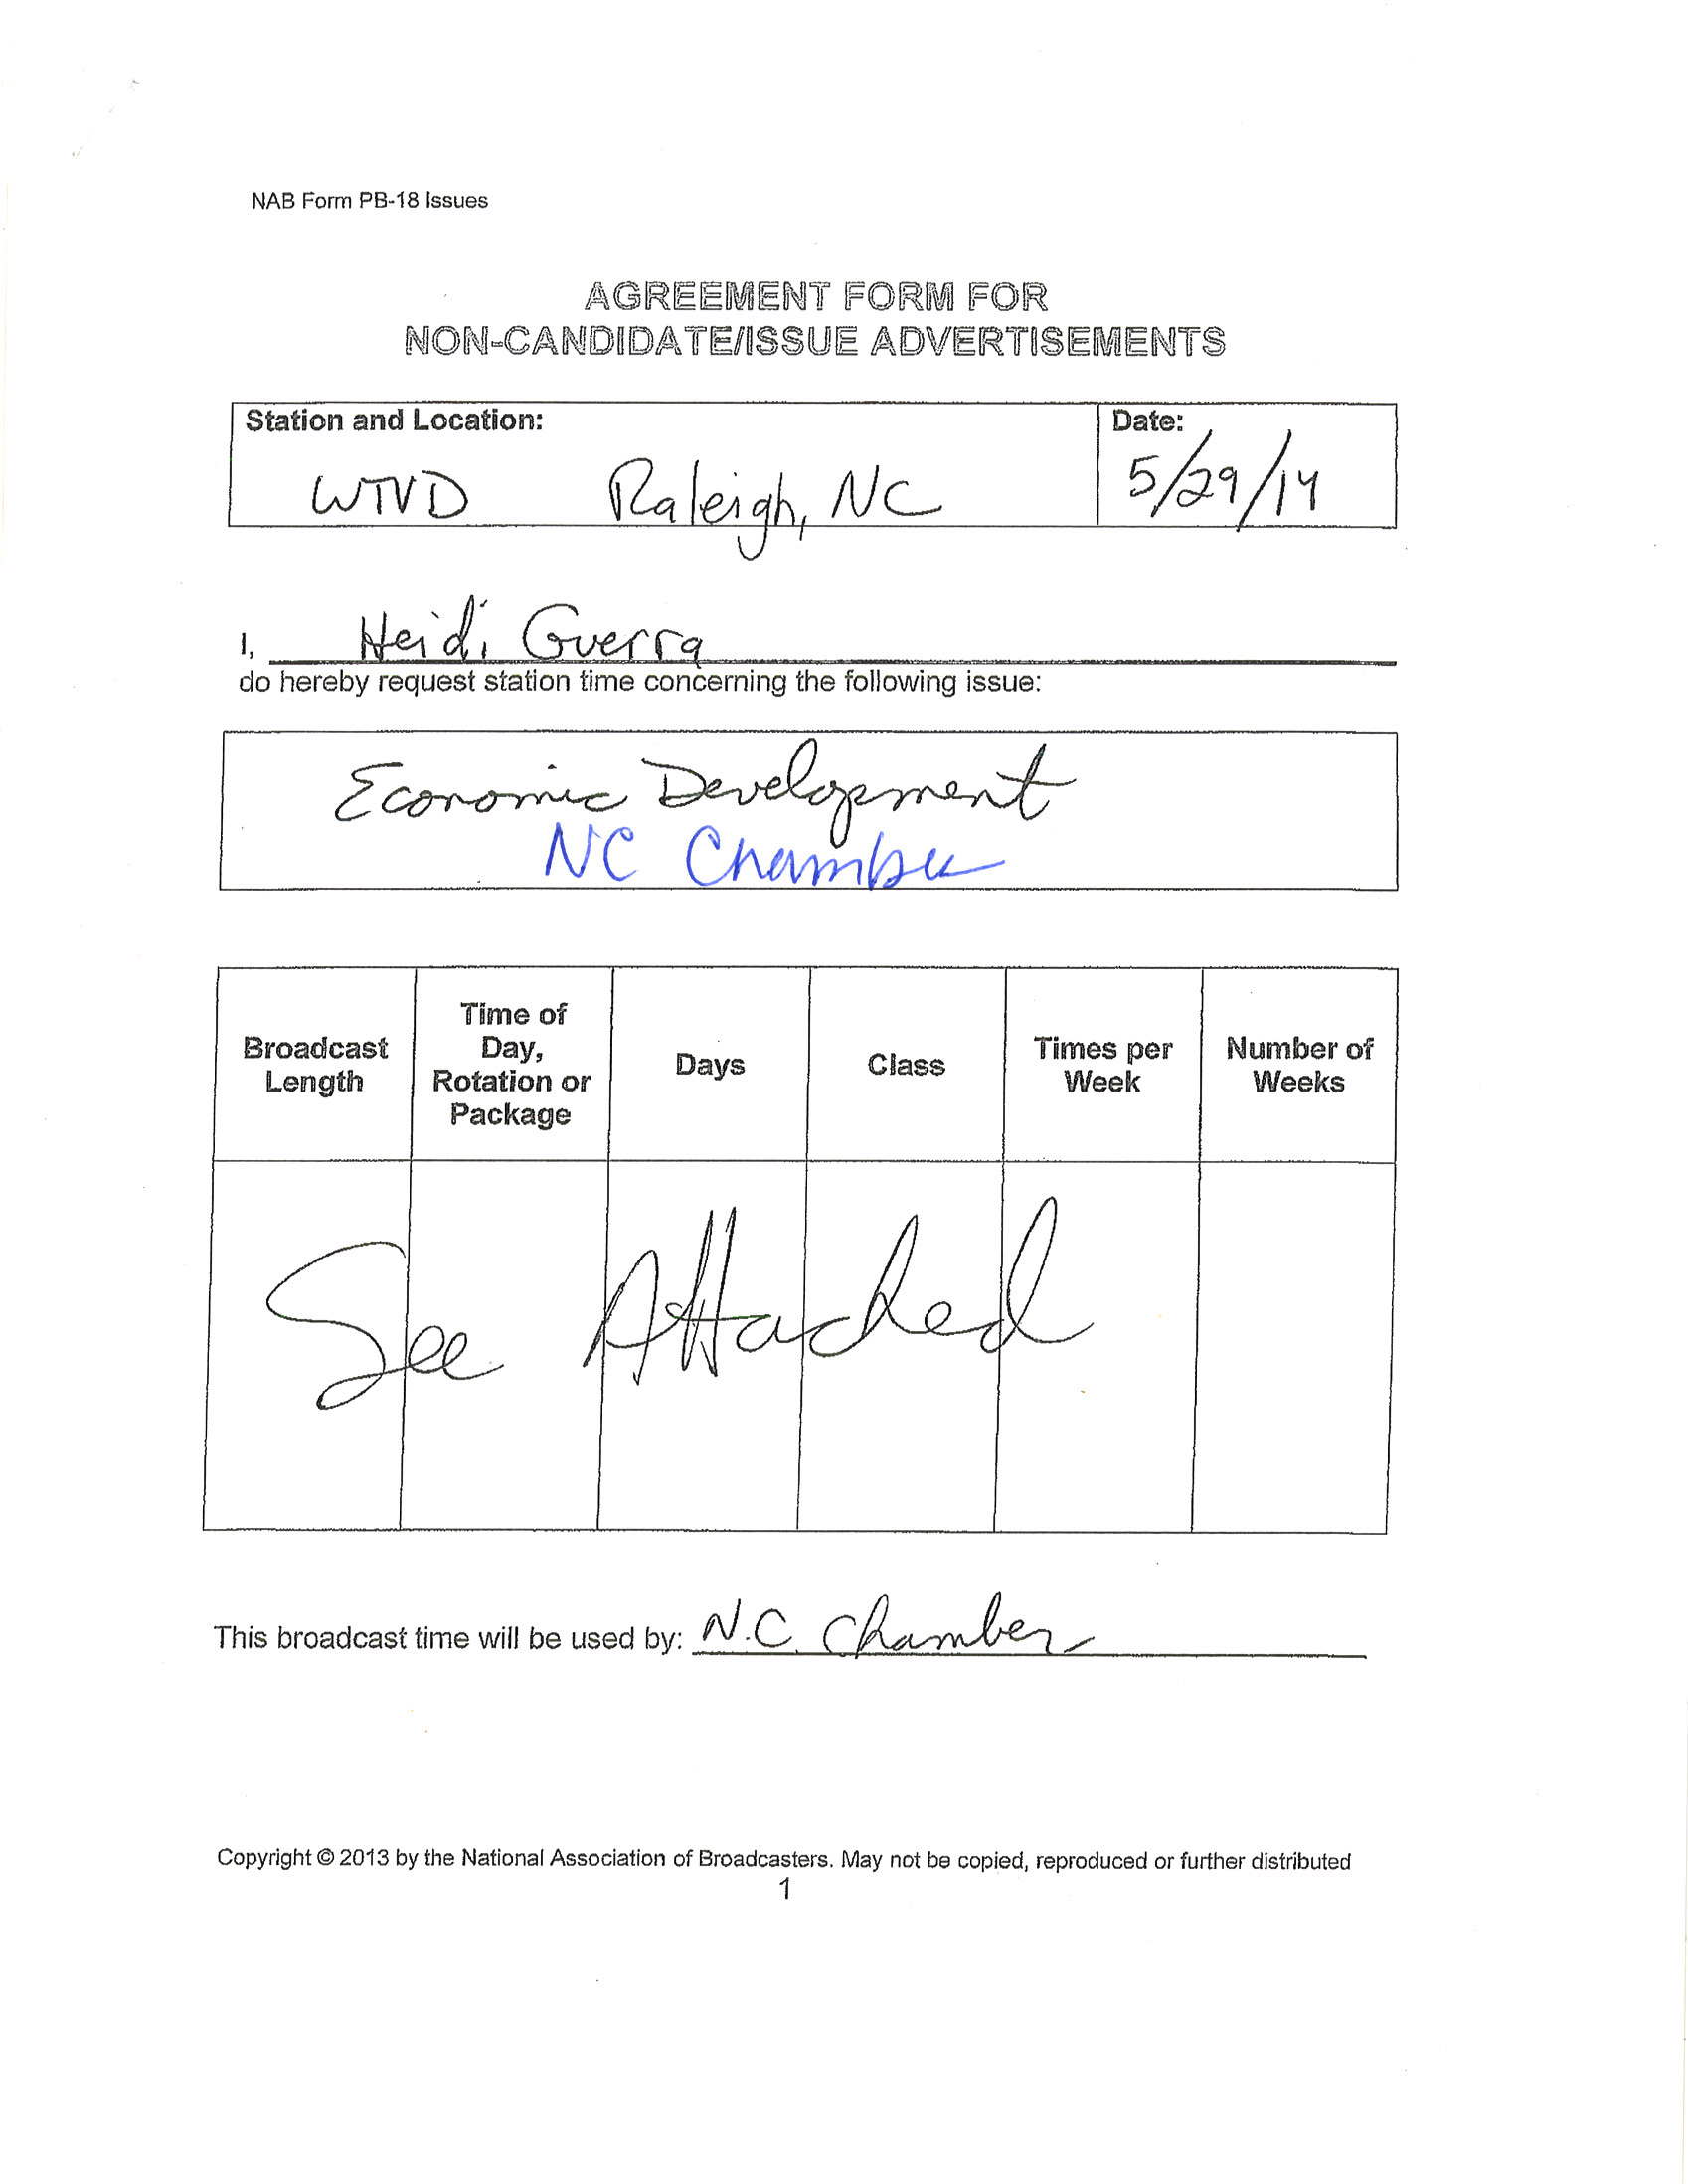 NAB Form PB-18 Issues
AGREEMENT FORM FOR
NON-CANDIDATE/ISSUE ADVERTISEMENTS
Station and Location:
WTVD Raleigh, NC
Date:
5/29/14
I, Heidi Guerra
do hereby request station time concerning the following issue:
Economic Development
NC Chamber
Broadcast
Length
Time of
Day,
Rotation or
Package
Days
Class
Times per
Week
Number of
Weeks
See Attached
This broadcast time will be used by: N.C. Chamber
Copyright © 2013 by the National Association of Broadcasters. May not be copied, reproduced or further distributed
1